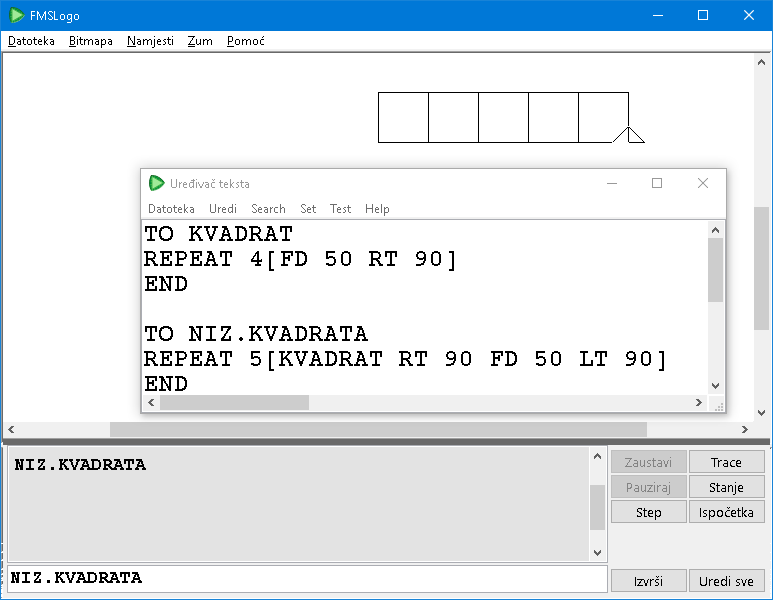 FMSLogo
Datoteka Bitmapa Namjesti Zum Pomoć
Uređivač teksta
Datoteka Uredi Search Set Test Help
TO KVADRAT
REPEAT 4[FD 50 RT 90]
END
TO NIZ.KVADRATA
REPEAT 5[KVADRAT RT 90 FD 50 LT 90]
END
NIZ.KVADRATA
Zaustavi Trace
Pauziraj Stanje
Step Ispočetka
NIZ.KVADRATA
Izvrši Uredi sve